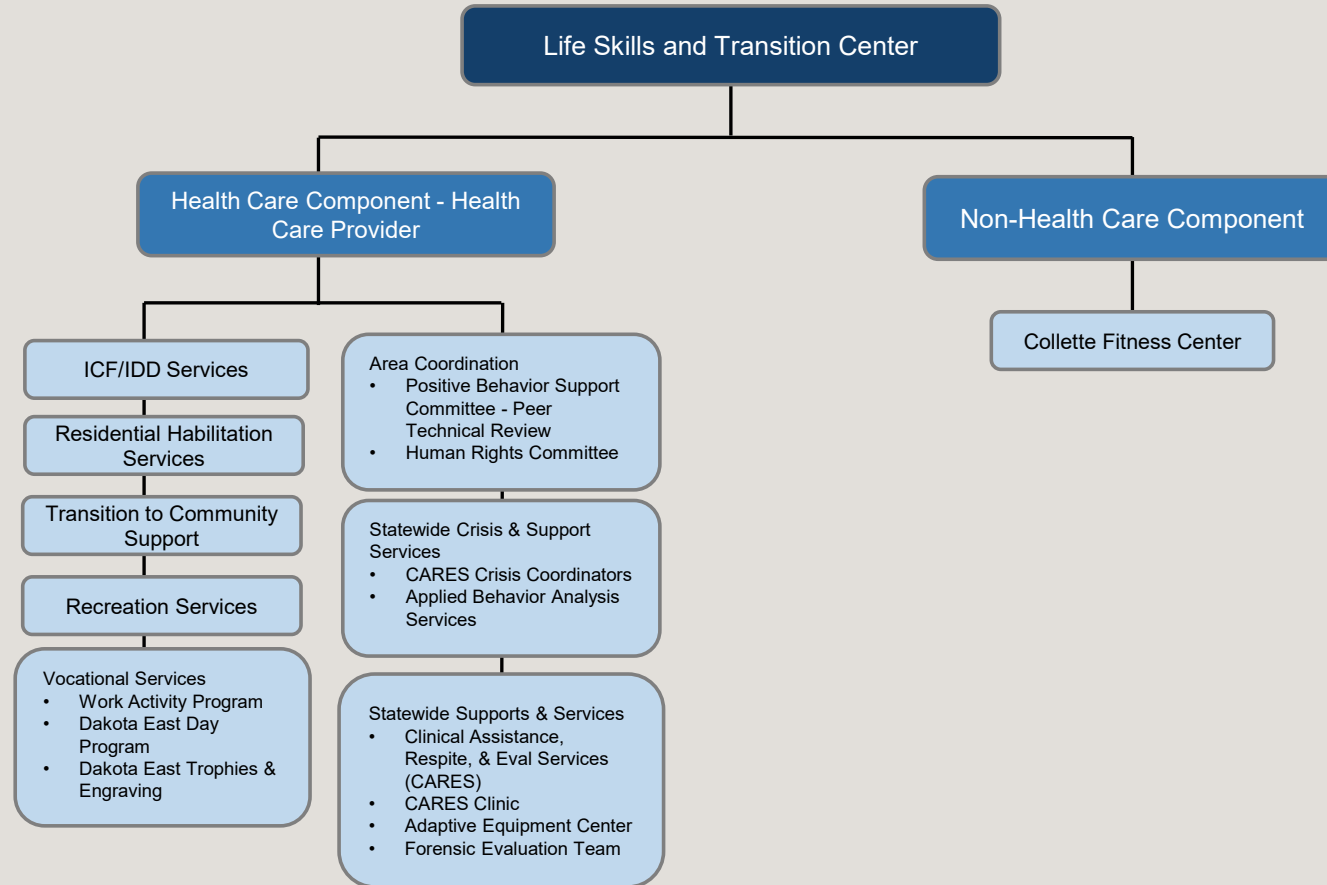 Life Skills and Transition Center
Health Care Component - Health
Care Provider
Non-Health Care Component
ICF/IDD Services
Residential Habilitation
Services
Transition to Community
Support
Recreation Services
Vocational Services
• Work Activity Program
• Dakota East Day
Program
• Dakota East Trophies &
Engraving
Area Coordination
• Positive Behavior Support
Committee - Peer
Technical Review
• Human Rights Committee
Statewide Crisis & Support
Services
• CARES Crisis Coordinators
• Applied Behavior Analysis
Services
Statewide Supports & Services
• Clinical Assistance,
Respite, & Eval Services
(CARES)
• CARES Clinic
• Adaptive Equipment Center
• Forensic Evaluation Team
Collette Fitness Center